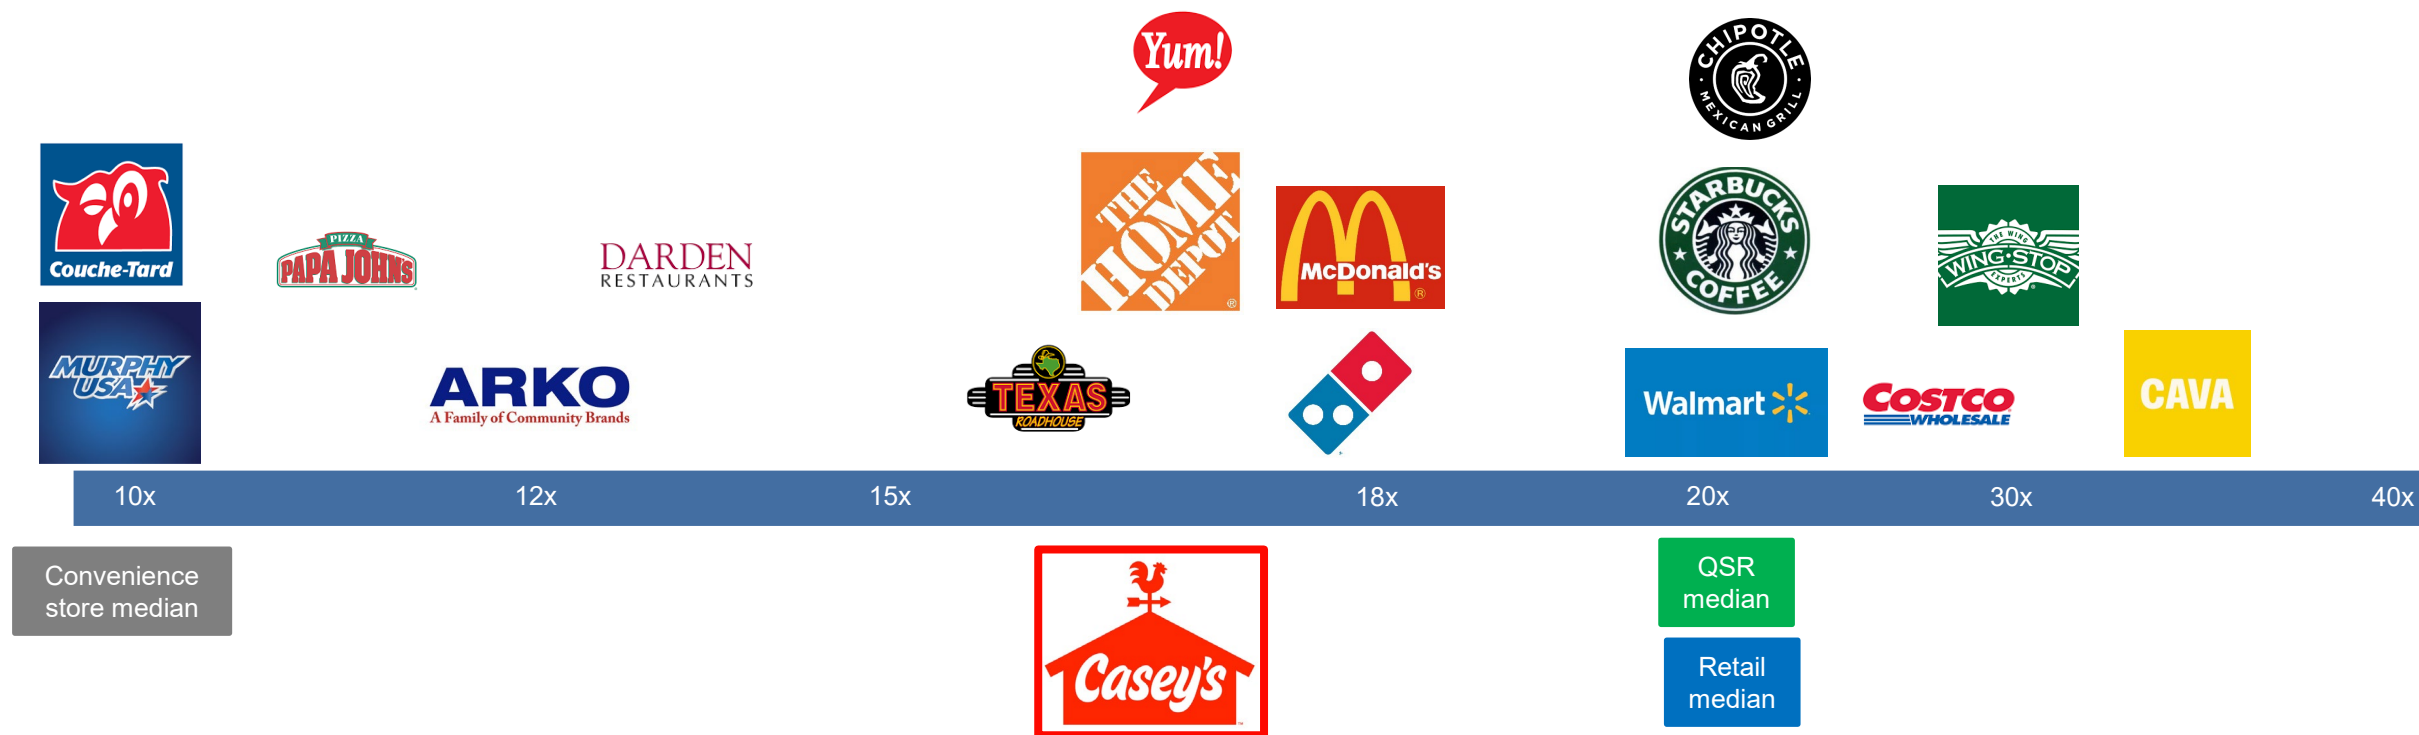 Yum!
CHIPOTLE
MEXICAN GRILL
Couche-Tard
PIZZA
PAPA JOHN'S
DARDEN
RESTAURANTS
THE
HOME
DEPOT
®
McDonald's
®
STARBUCKS
COFFEE
THE WING
WING•STOP
EXPERTS
MURPHY
USA
ARKO
A Family of Community Brands
TEXAS
ROADHOUSE
Walmart
COSTCO
WHOLESALE
CAVA
10x 12x 15x 18x 20x 30x 40x
Convenience
store median
Casey's
QSR
median
Retail
median